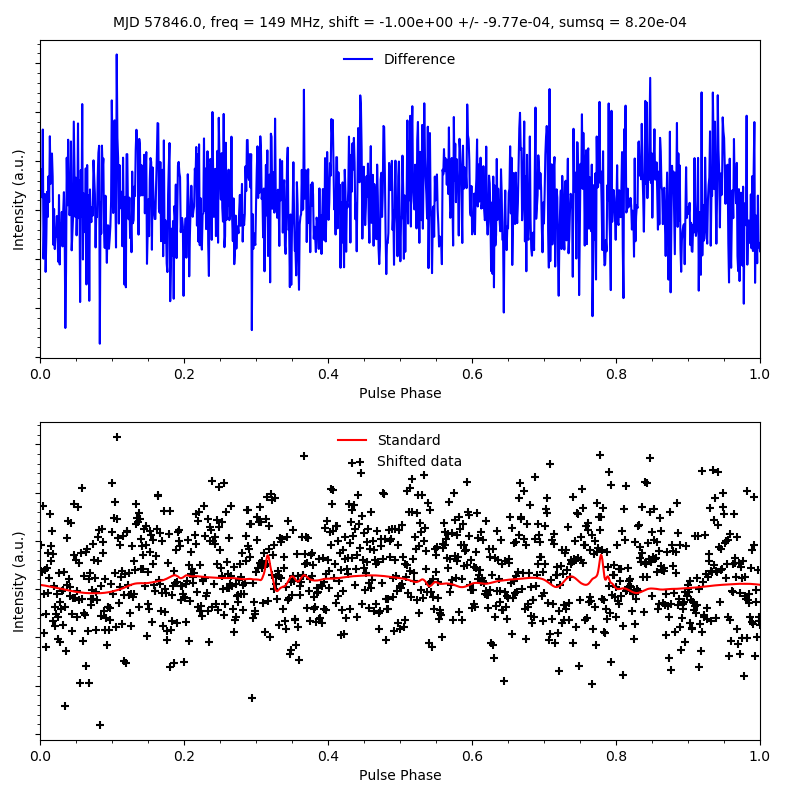 MJD 57846.0, freq = 149 MHz, shift = -1.00e+00 +/- -9.77e-04, sumsq = 8.20e-04
Difference
Intensity (a.u.)
0.0 0.2 0.4 0.6 0.8 1.0
Pulse Phase
Standard
Shifted data
Intensity (a.u.)
0.0 0.2 0.4 0.6 0.8 1.0
Pulse Phase